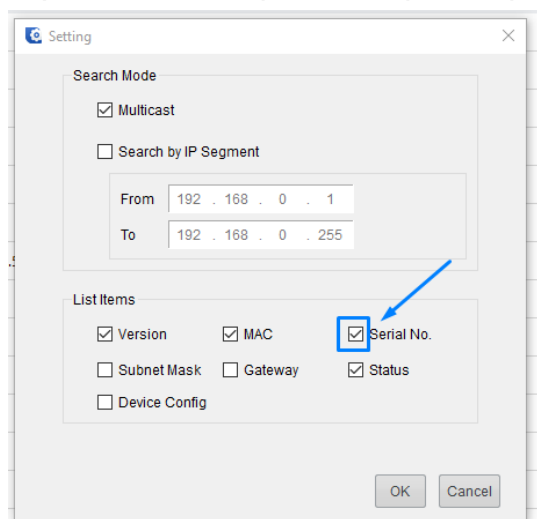 Setting
Search Mode
Multicast
Search by IP Segment
From 192 . 168 . 0 . 1
To 192 . 168 . 0 . 255
List Items
Version MAC Serial No.
Subnet Mask Gateway Status
Device Config
OK Cancel